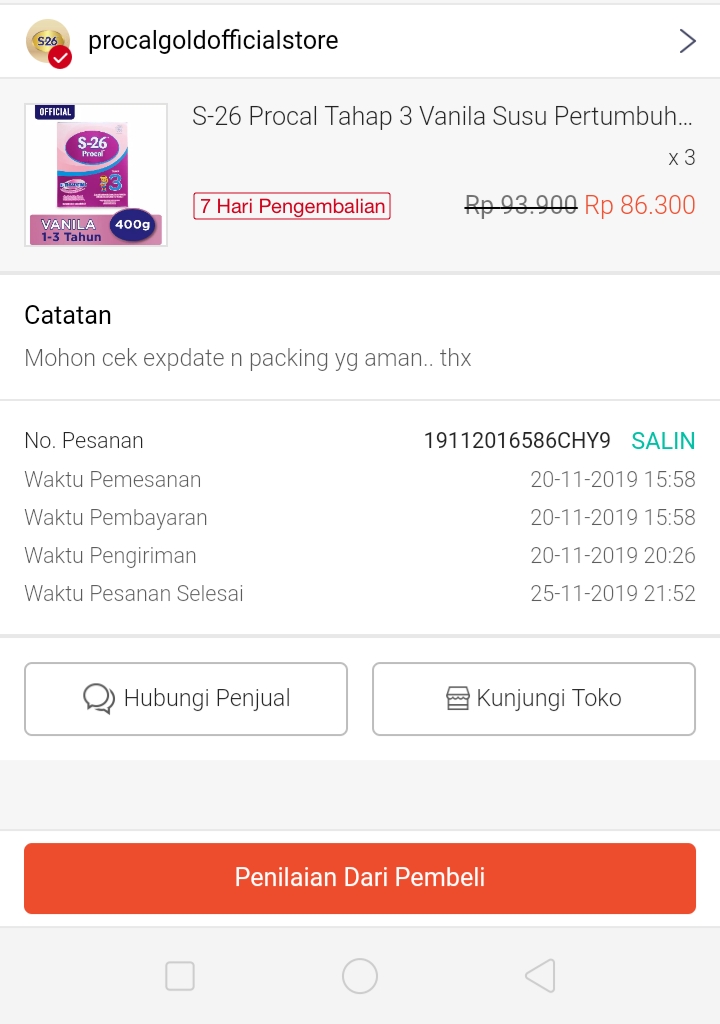 S-26
procalgoldofficialstore
OFFICIAL
S-26 Procal Tahap 3 Vanila Susu Pertumbuh...
S-26
Procal
3
x 3
7 Hari Pengembalian
Rp 93.900 Rp 86.300
VANILA
1-3 Tahun
400g
Catatan
Mohon cek expdate n packing yg aman.. thx
No. Pesanan 19112016586CHY9 SALIN
Waktu Pemesanan 20-11-2019 15:58
Waktu Pembayaran 20-11-2019 15:58
Waktu Pengiriman 20-11-2019 20:26
Waktu Pesanan Selesai 25-11-2019 21:52
Hubungi Penjual
Kunjungi Toko
Penilaian Dari Pembeli